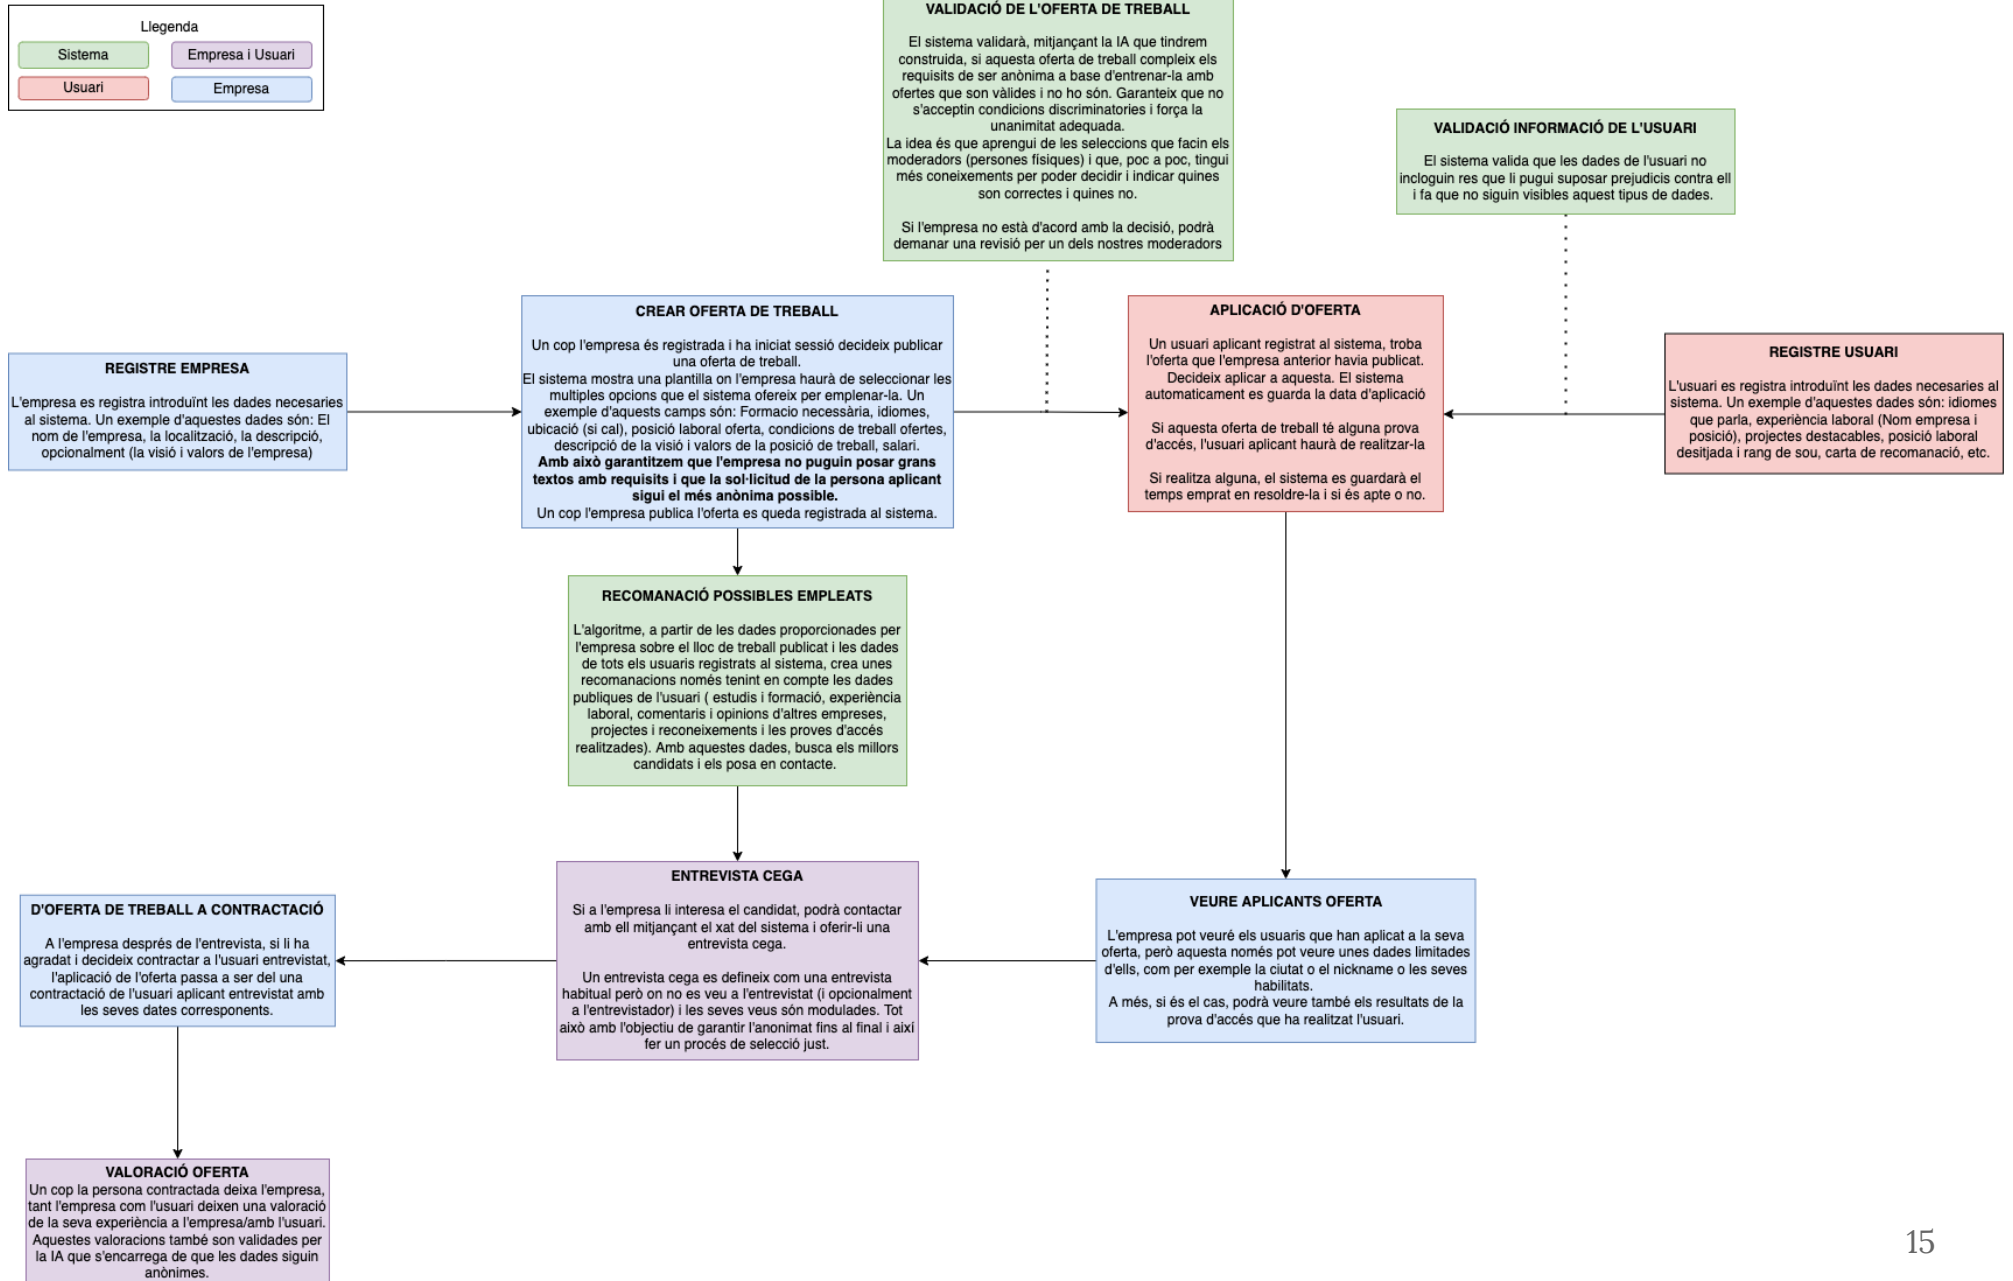 Llegenda
Sistema
Empresa i Usuari
Usuari
Empresa
VALIDACIÓ DE L'OFERTA DE TREBALL
El sistema validarà, mitjançant la IA que tindrem
construida, si aquesta oferta de treball compleix els
requisits de ser anònima a base d'entrenar-la amb
ofertes que son vàlides i no ho són. Garanteix que no
s'acceptin condicions discriminatories i força la
unanimitat adequada.
La idea és que aprengui de les seleccions que facin els
moderadors (persones físiques) i que, poc a poc, tingui
més coneixements per poder decidir i indicar quines
son correctes i quines no.
Si l'empresa no està d'acord amb la decisió, podrà
demanar una revisió per un dels nostres moderadors
VALIDACIÓ INFORMACIÓ DE L'USUARI
El sistema valida que les dades de l'usuari no
incloguin res que li pugui suposar prejudicis contra ell
i fa que no siguin visibles aquest tipus de dades.
REGISTRE EMPRESA
L'empresa es registra introduïnt les dades necesaries
al sistema. Un exemple d'aquestes dades són: El
nom de l'empresa, la localització, la descripció,
opcionalment (la visió i valors de l'empresa)
CREAR OFERTA DE TREBALL
Un cop l'empresa és registrada i ha iniciat sessió decideix publicar
una oferta de treball.
El sistema mostra una plantilla on l'empresa haurà de seleccionar les
multiples opcions que el sistema ofereix per emplenar-la. Un
exemple d'aquests camps són: Formacio necessària, idiomes,
ubicació (si cal), posició laboral oferta, condicions de treball ofertes,
descripció de la visió i valors de la posició de treball, salari.
Amb això garantitzem que l'empresa no puguin posar grans
textos amb requisits i que la sol·licitud de la persona aplicant
sigui el més anònima possible.
Un cop l'empresa publica l'oferta es queda registrada al sistema.
APLICACIÓ D'OFERTA
Un usuari aplicant registrat al sistema, troba
l'oferta que l'empresa anterior havia publicat.
Decideix aplicar a aquesta. El sistema
automaticament es guarda la data d'aplicació
Si aquesta oferta de treball té alguna prova
d'accés, l'usuari aplicant haurà de realitzar-la
Si realitza alguna, el sistema es guardarà el
temps emprat en resoldre-la i si és apte o no.
REGISTRE USUARI
L'usuari es registra introduïnt les dades necesaries al
sistema. Un exemple d'aquestes dades són: idiomes
que parla, experiència laboral (Nom empresa i
posició), projectes destacables, posició laboral
desitjada i rang de sou, carta de recomanació, etc.
RECOMANACIÓ POSSIBLES EMPLEATS
L'algoritme, a partir de les dades proporcionades per
l'empresa sobre el lloc de treball publicat i les dades
de tots els usuaris registrats al sistema, crea unes
recomanacions només tenint en compte les dades
publiques de l'usuari ( estudis i formació, experiència
laboral, comentaris i opinions d'altres empreses,
projectes i reconeixements i les proves d'accés
realitzades). Amb aquestes dades, busca els millors
candidats i els posa en contacte.
D'OFERTA DE TREBALL A CONTRACTACIÓ
A l'empresa després de l'entrevista, si li ha
agradat i decideix contractar a l'usuari entrevistat,
l'aplicació de l'oferta passa a ser del una
contractació de l'usuari aplicant entrevistat amb
les seves dates corresponents.
ENTREVISTA CEGA
Si a l'empresa li interesa el candidat, podrà contactar
amb ell mitjançant el xat del sistema i oferir-li una
entrevista cega.
Un entrevista cega es defineix com una entrevista
habitual però on no es veu a l'entrevistat (i opcionalment
a l'entrevistador) i les seves veus són modulades. Tot
això amb l'objectiu de garantir l'anonimat fins al final i així
fer un procés de selecció just.
VEURE APLICANTS OFERTA
L'empresa pot veuré els usuaris que han aplicat a la seva
oferta, però aquesta només pot veure unes dades limitades
d'ells, com per exemple la ciutat o el nickname o les seves
habilitats.
A més, si és el cas, podrà veure també els resultats de la
prova d'accés que ha realitzat l'usuari.
VALORACIÓ OFERTA
Un cop la persona contractada deixa l'empresa,
tant l'empresa com l'usuari deixen una valoració
de la seva experiència a l'empresa/amb l'usuari.
Aquestes valoracions també son validades per
la IA que s'encarrega de que les dades siguin
anònimes.
15